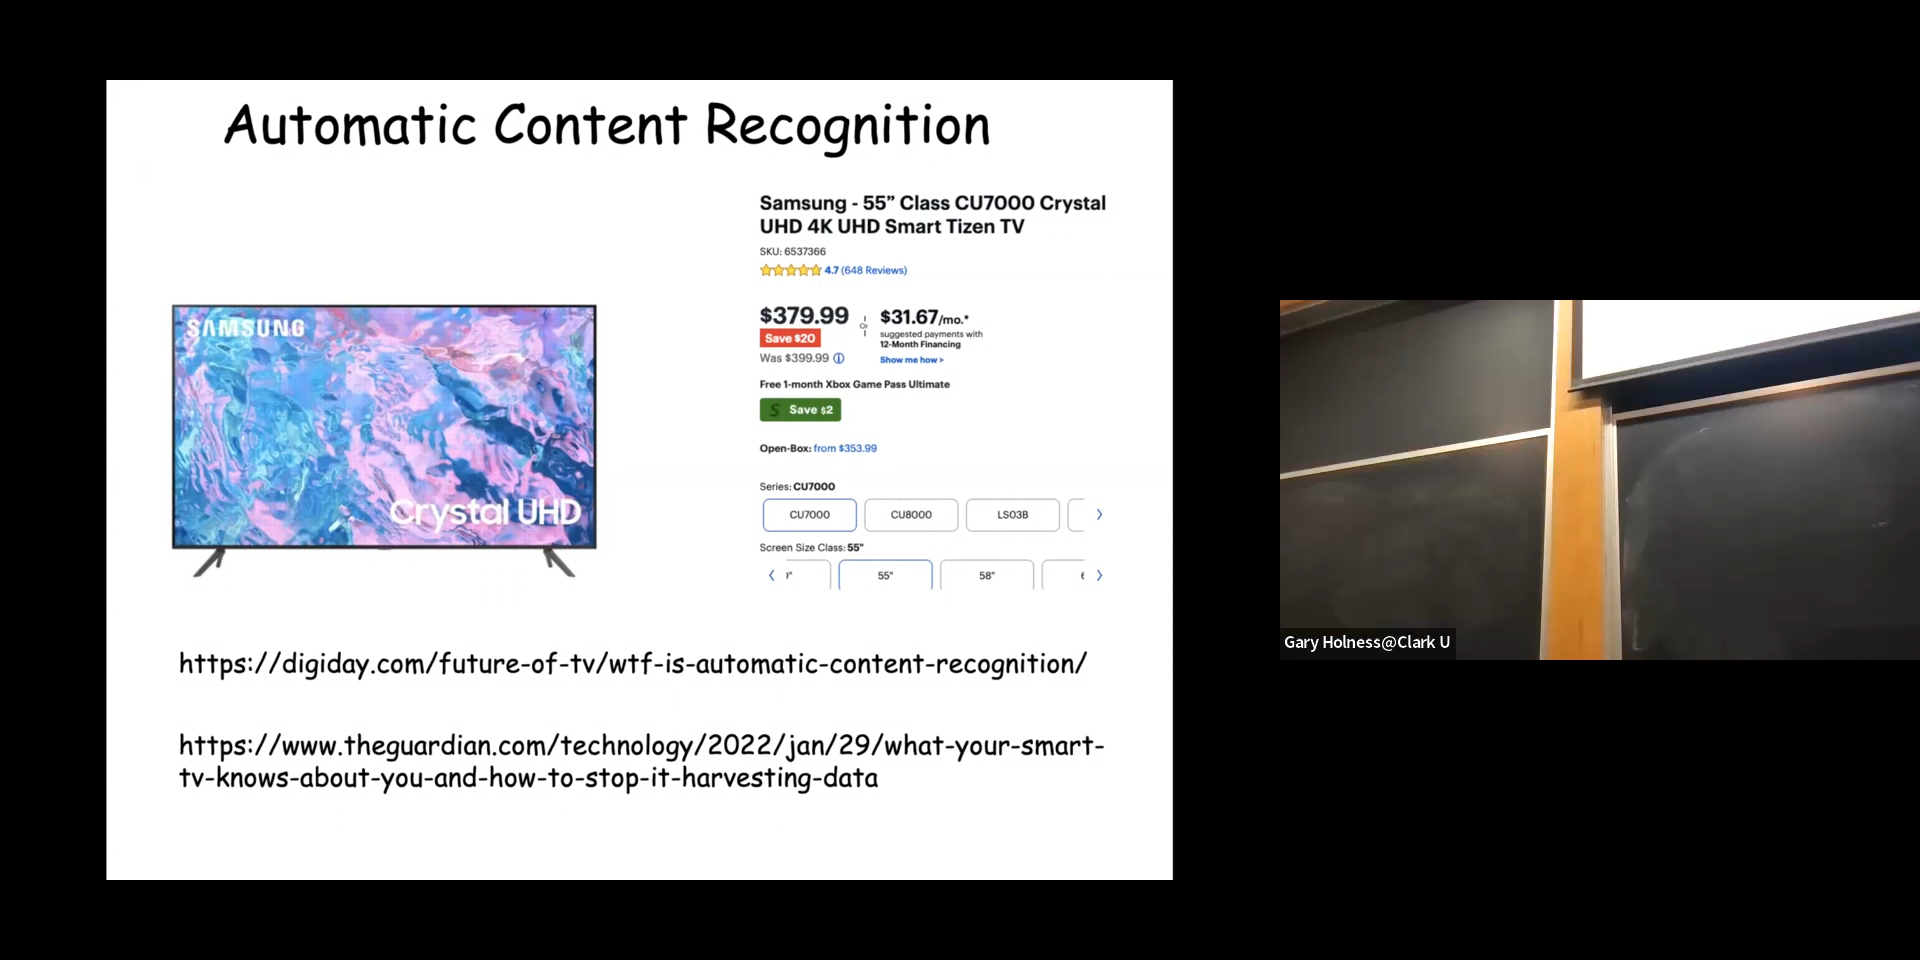 Automatic Content Recognition
SAMSUNG
Crystal UHD
Samsung - 55” Class CU7000 Crystal
UHD 4K UHD Smart Tizen TV
SKU: 6537366
4.7 (648 Reviews)
$379.99
Or
$31.67/mo.*
Save $20
suggested payments with
12-Month Financing
Was $399.99
Show me how >
Free 1-month Xbox Game Pass Ultimate
S Save $2
Open-Box: from $353.99
Series: CU7000
CU7000 CU8000 LS03B
Screen Size Class: 55"
55" 58"
https://digiday.com/future-of-tv/wtf-is-automatic-content-recognition/
https://www.theguardian.com/technology/2022/jan/29/what-your-smart-
tv-knows-about-you-and-how-to-stop-it-harvesting-data
Gary Holness@Clark U